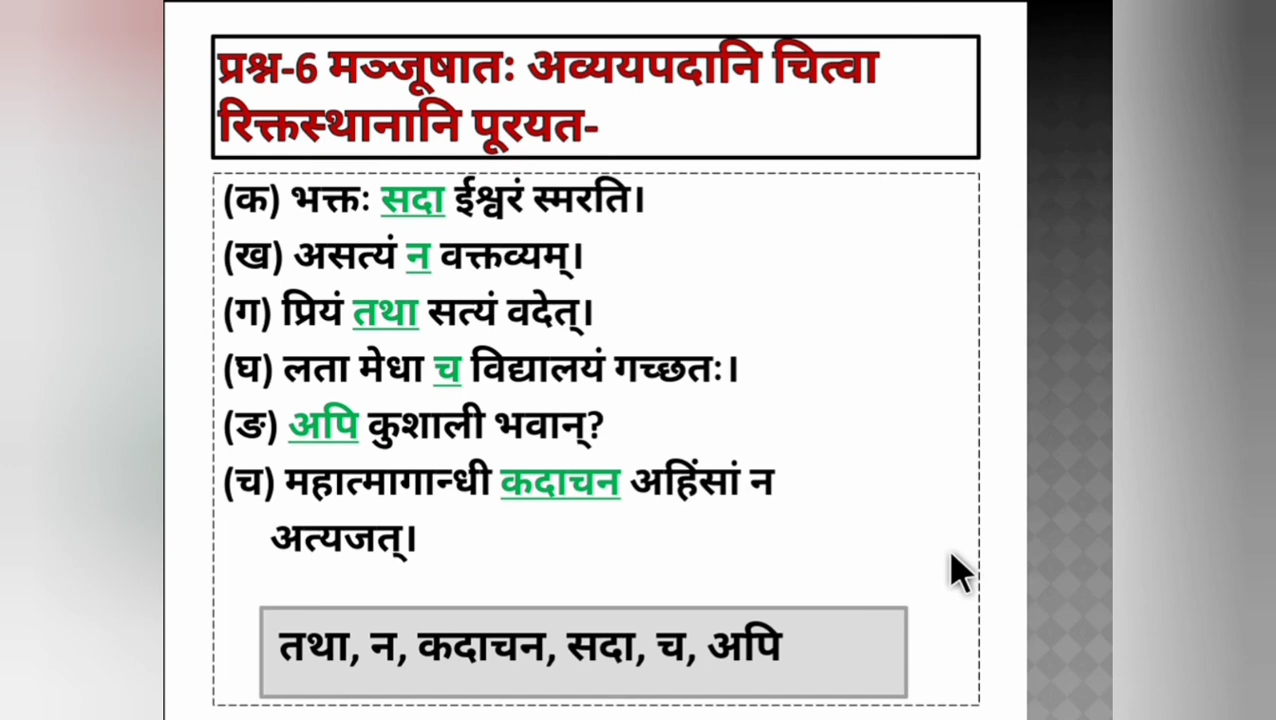 प्रश्न-6 मञ्जूषातः अव्ययपदानि चित्वा
रिक्तस्थानानि पूरयत-
(क) भक्तः सदा ईश्वरं स्मरति।
(ख) असत्यं न वक्तव्यम्।
(ग) प्रियं तथा सत्यं वदेत्।
(घ) लता मेधा च विद्यालयं गच्छतः।
(ङ) अपि कुशाली भवान्?
(च) महात्मागान्धी कदाचन अहिंसां न
अत्यजत्।
तथा, न, कदाचन, सदा, च, अपि